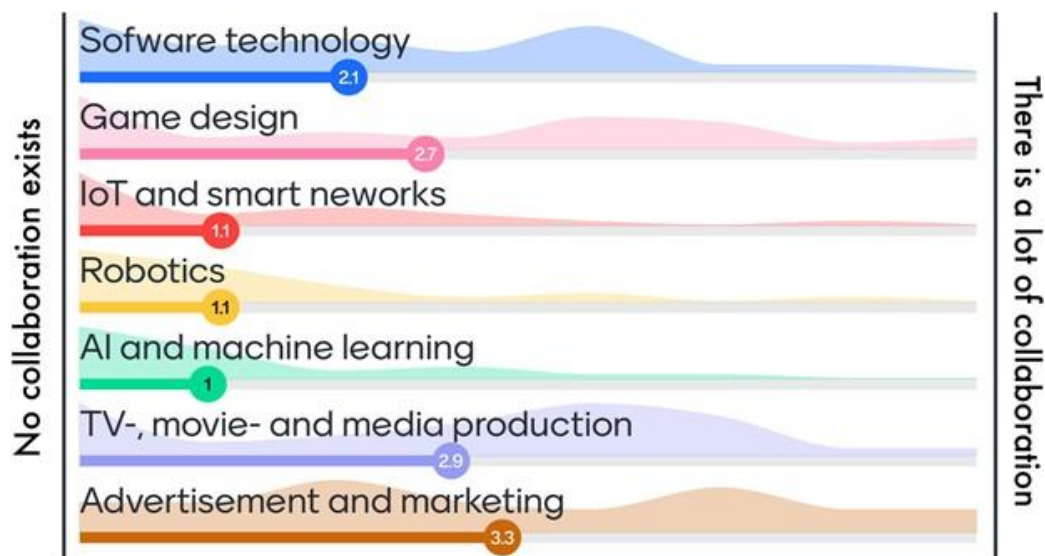 No collaboration exists
Sofware technology
2.1
Game design
2.7
IoT and smart neworks
1.1
Robotics
1.1
AI and machine learning
1
TV-, movie- and media production
2.9
Advertisement and marketing
3.3
There is a lot of collaboration